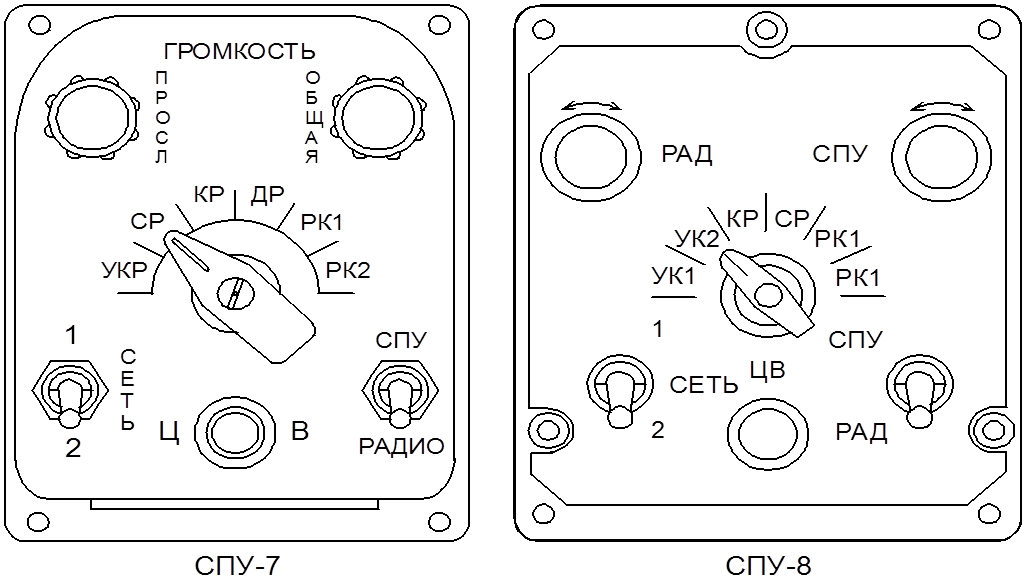 ГРОМКОСТЬ
ПРОСЛ
ОБЩАЯ
УКР
СР
КР
ДР
РК1
РК2
1
СЕТЬ
2
Ц
В
СПУ
РАДИО
СПУ-7
РАД
СПУ
УК1
УК2
КР
СР
РК1
РК1
1
СЕТЬ
2
ЦВ
СПУ
РАД
СПУ-8